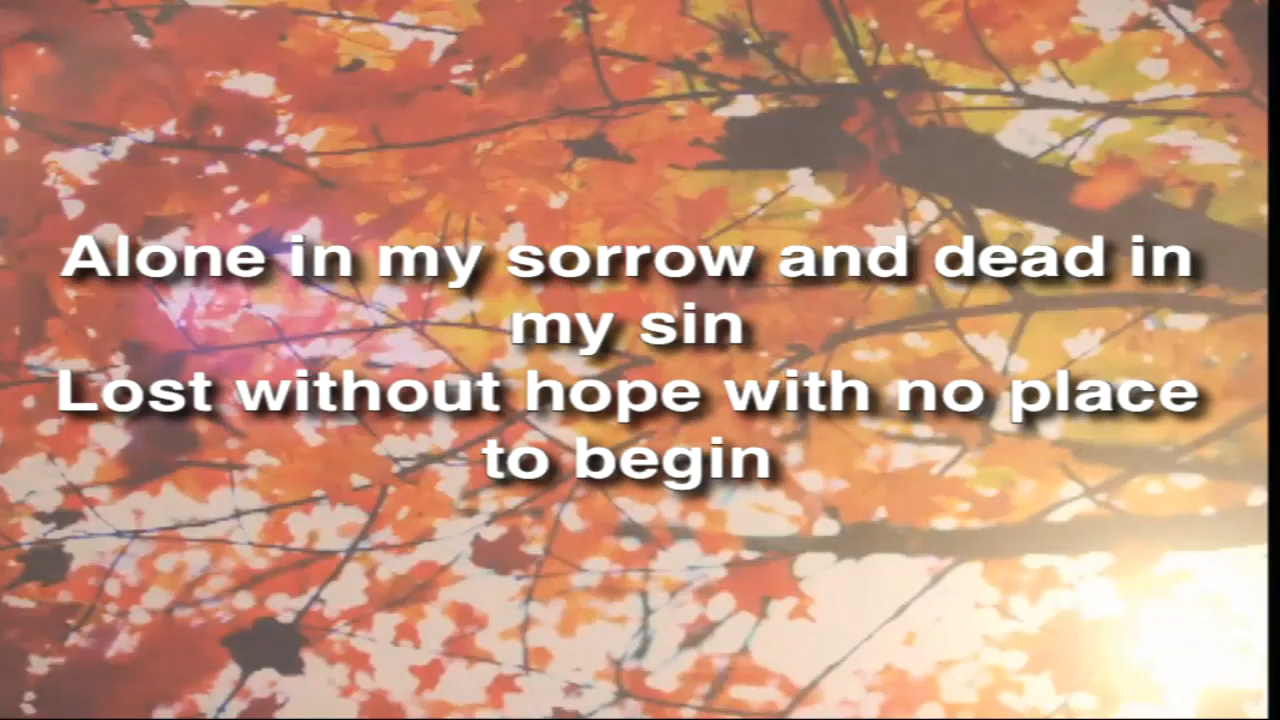 Alone in my sorrow and dead in
my sin
Lost without hope with no place
to begin